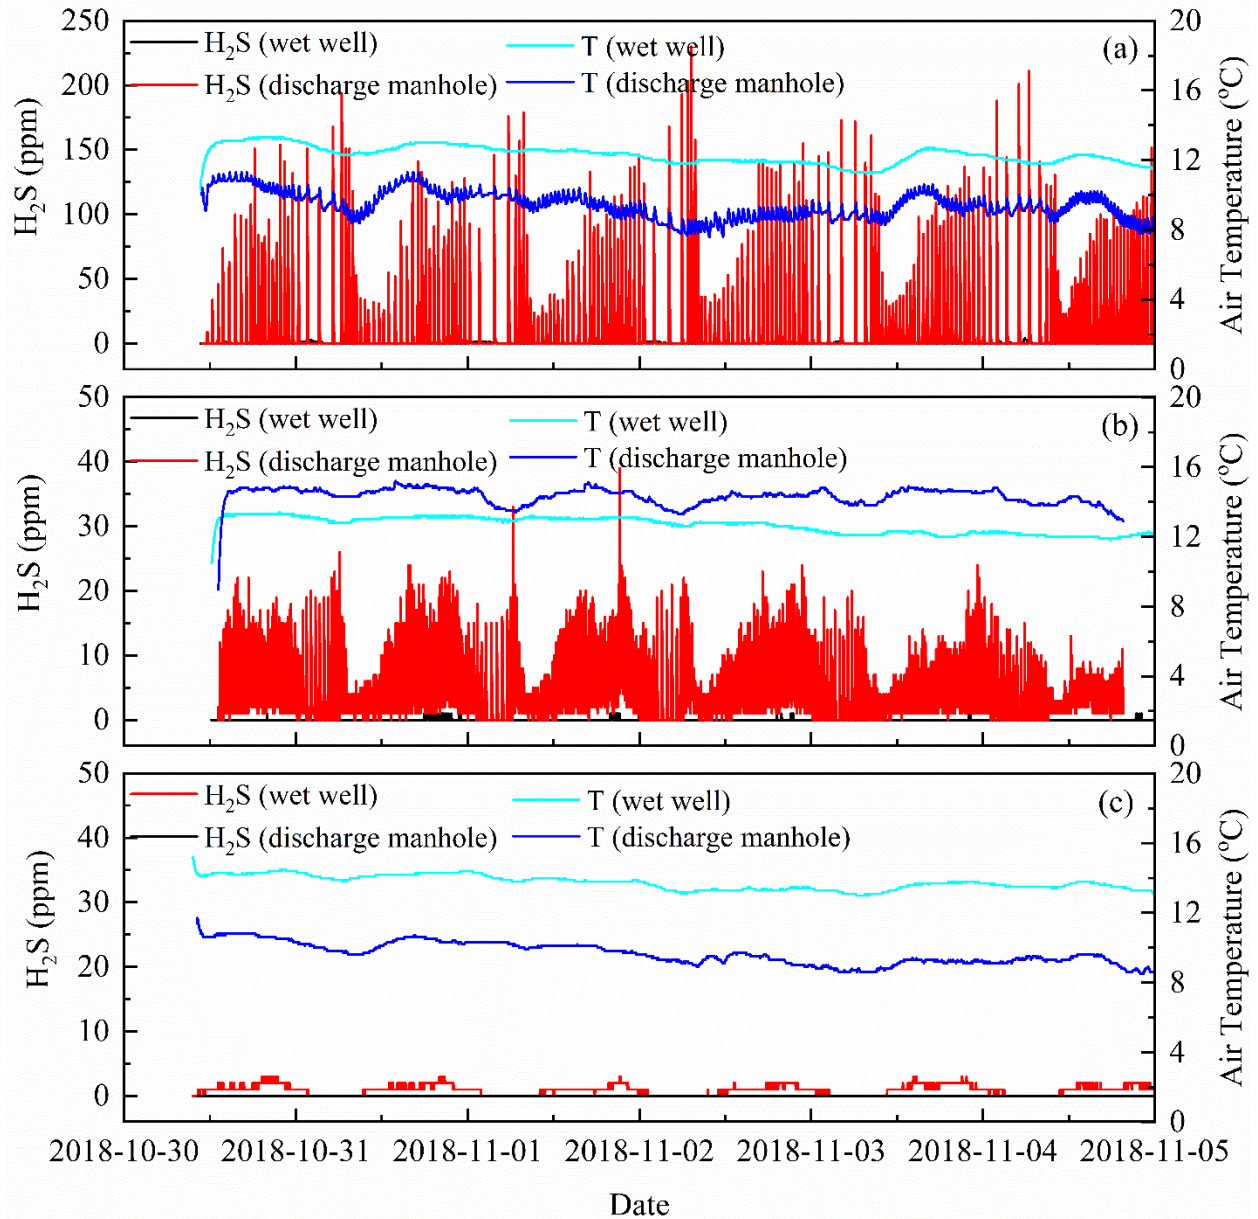 250
200
150
100
50
0
H₂S (ppm)
H₂S (wet well)
T (wet well)
H₂S (discharge manhole)
T (discharge manhole)
(a)
20
16
12
8
4
0
Air Temperature (°C)
50
40
30
20
10
0
H₂S (ppm)
H₂S (wet well)
T (wet well)
H₂S (discharge manhole)
T (discharge manhole)
(b)
20
16
12
8
4
0
Air Temperature (°C)
50
40
30
20
10
0
H₂S (ppm)
H₂S (wet well)
T (wet well)
H₂S (discharge manhole)
T (discharge manhole)
(c)
20
16
12
8
4
0
Air Temperature (°C)
2018-10-30 2018-10-31 2018-11-01 2018-11-02 2018-11-03 2018-11-04 2018-11-05
Date